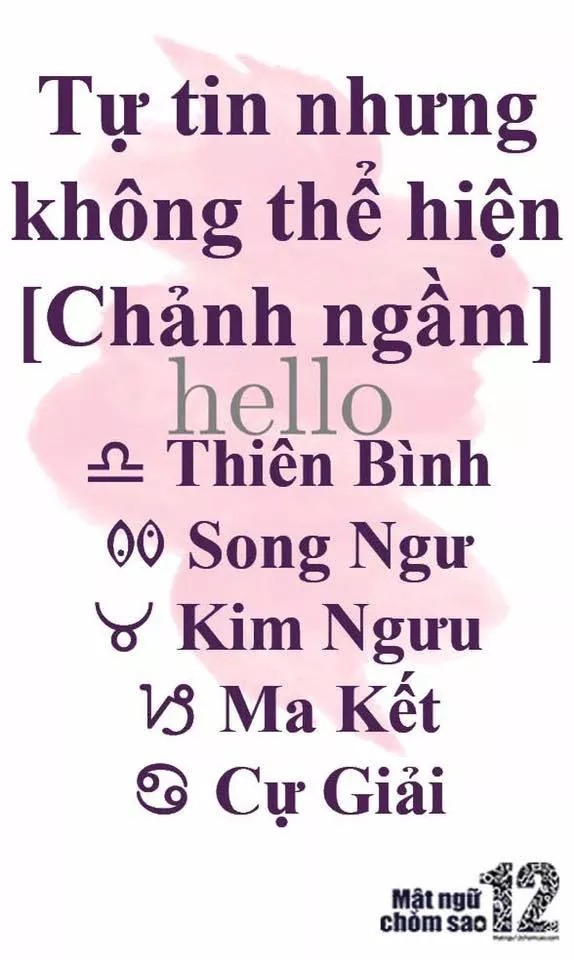 Tự tin nhưng
không thể hiện
[Chảnh ngầm]
hello
♎ Thiên Bình
Song Ngư
♉ Kim Ngưu
♑ Ma Kết
♋ Cự Giải
Mật ngữ 12
chòm sao